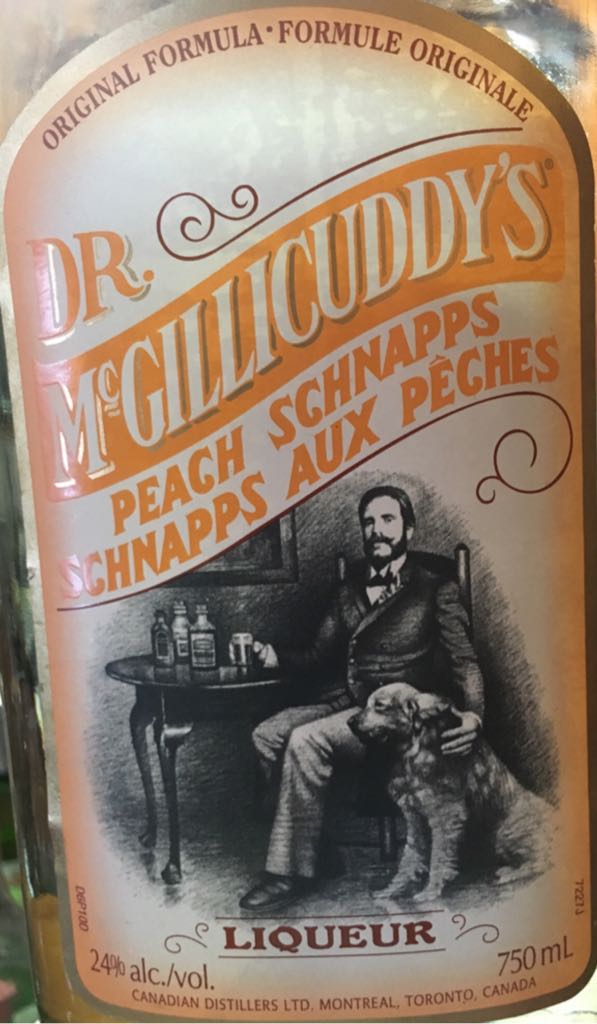 ORIGINAL FORMULA • FORMULE ORIGINALE
DR.
McGILLICUDDY'S®
PEACH SCHNAPPS
SCHNAPPS AUX PÊCHES
LIQUEUR
24% alc./vol.
750 mL
CANADIAN DISTILLERS LTD. MONTREAL, TORONTO, CANADA
D6P10D